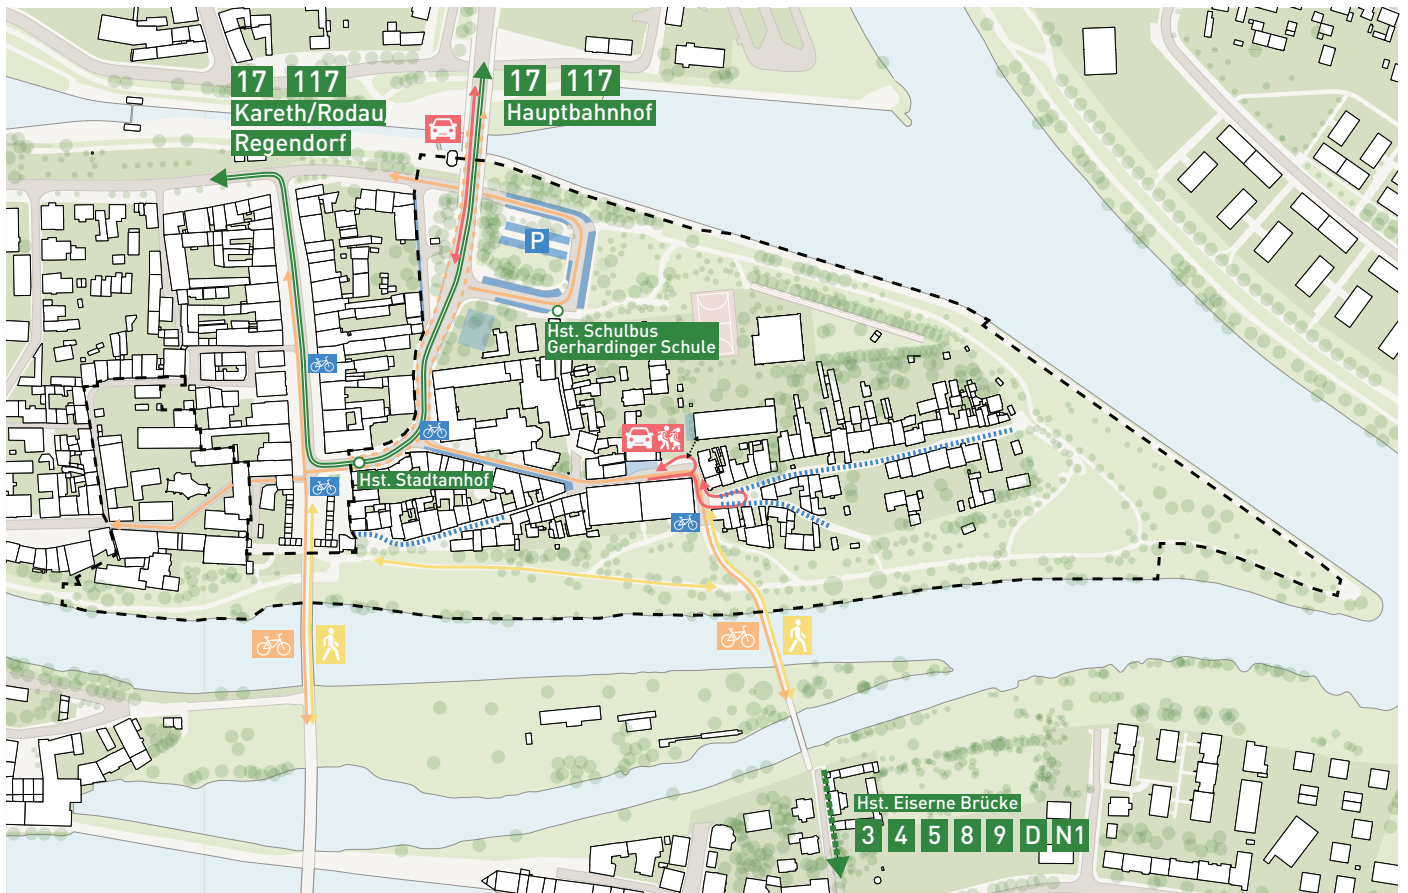 17 117
Kareth/Rodau
Regendorf
17 117
Hauptbahnhof
P
Hst. Schulbus
Gerhardinger Schule
Hst. Stadtamhof
Hst. Eiserne Brücke
3 4 5 8 9 D N1